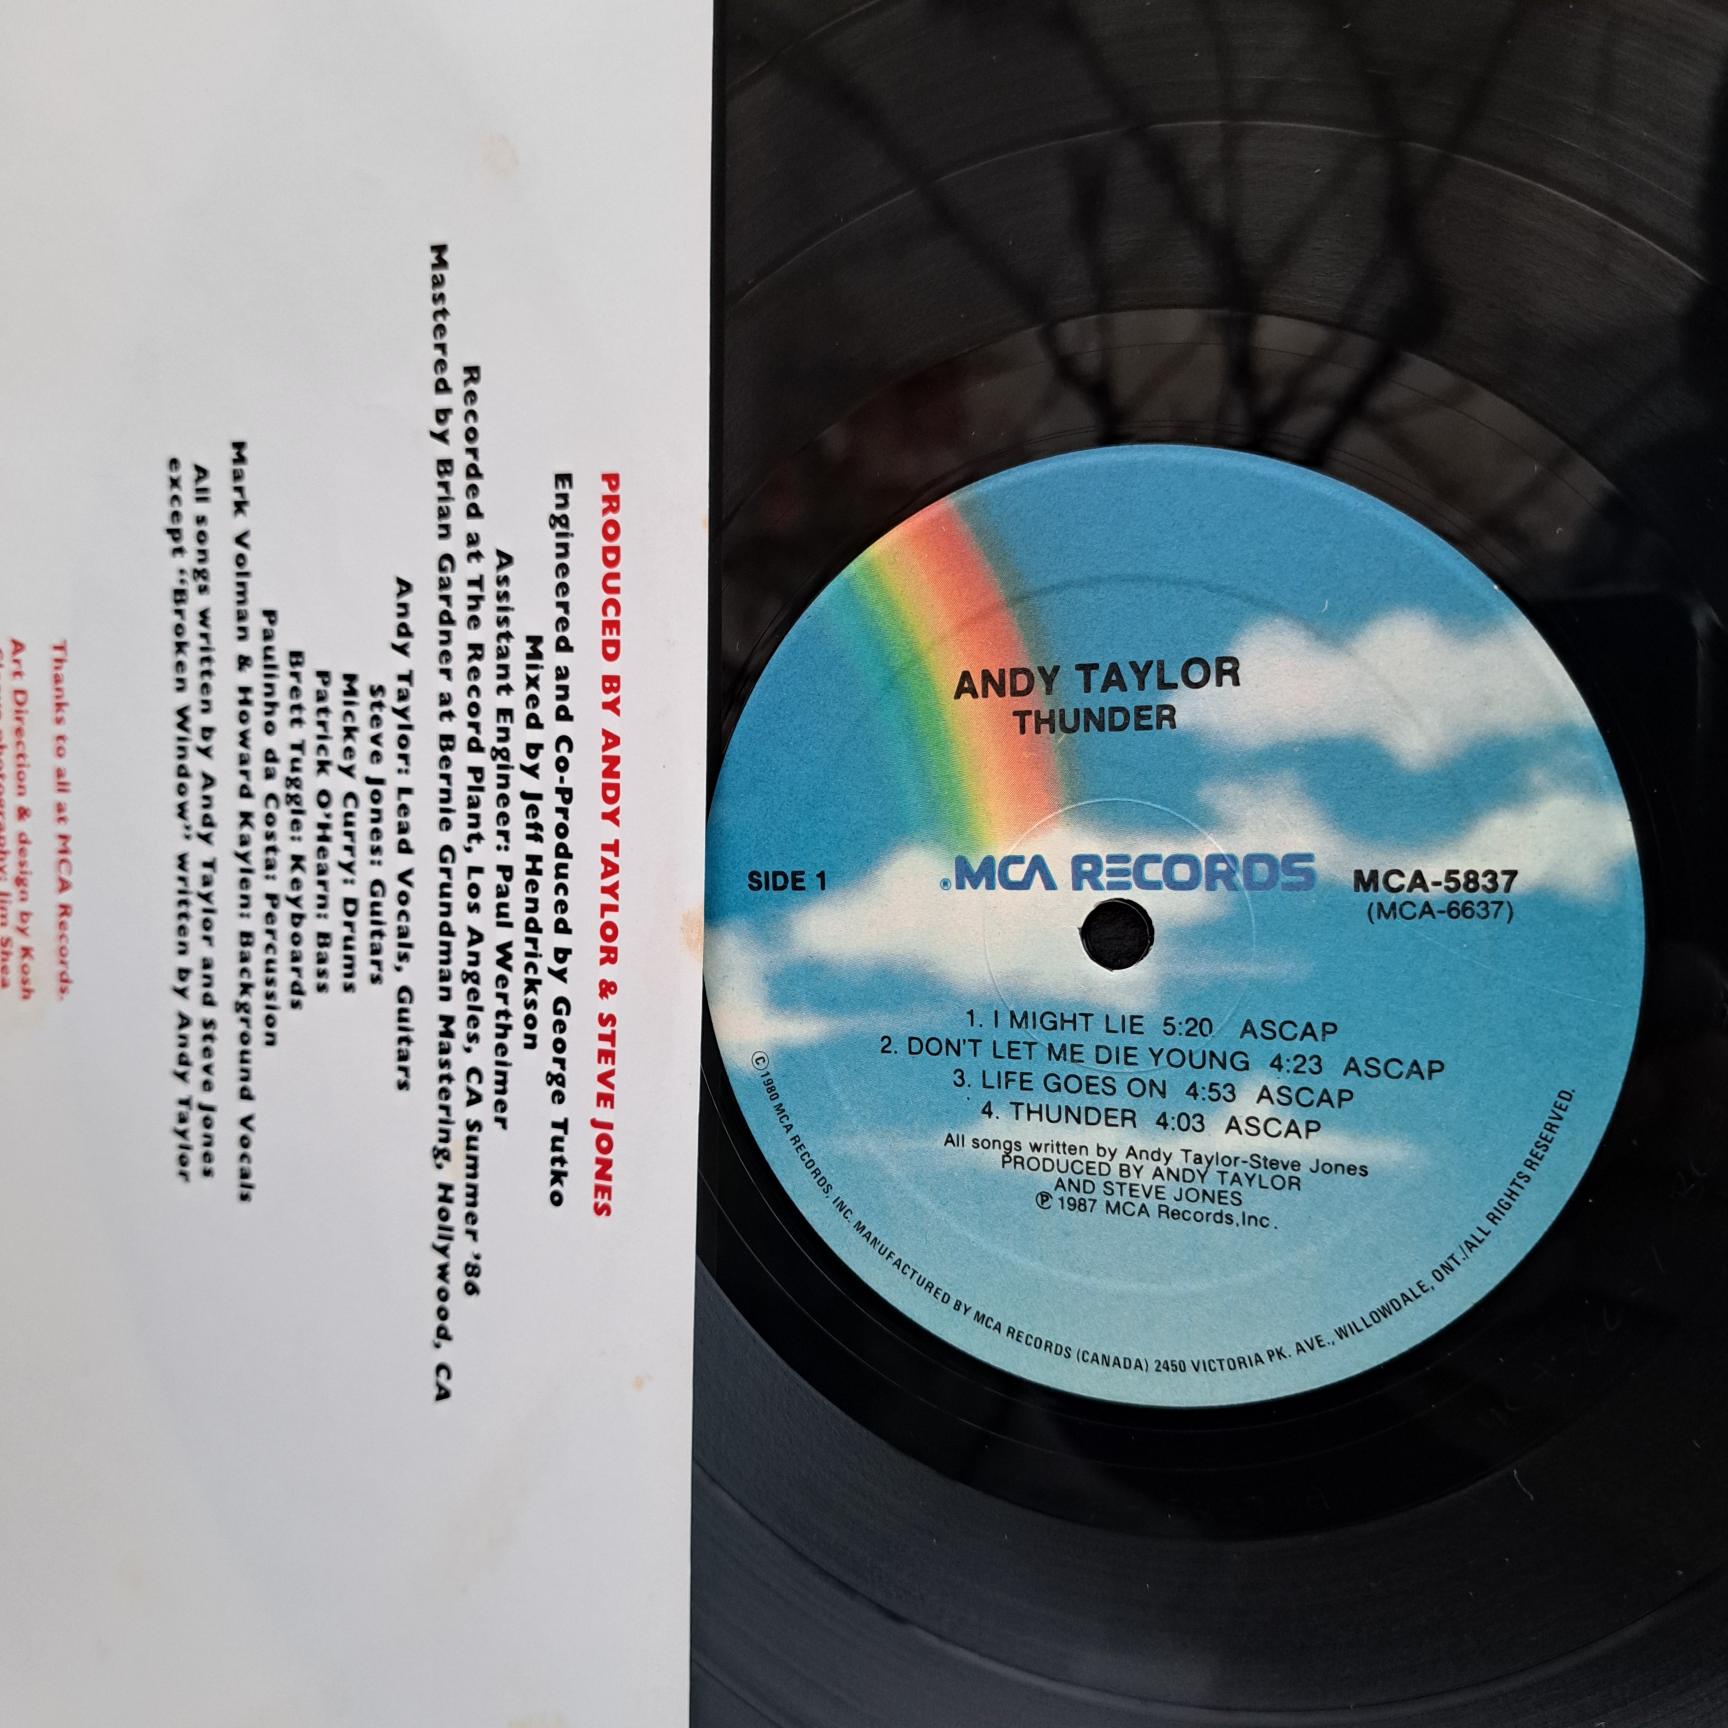 PRODUCED BY ANDY TAYLOR & STEVE JONES
Engineered and Co-Produced by George Tutko
Mixed by Jeff Hendrickson
Assistant Engineer: Paul Wertheimer
Recorded at The Record Plant, Los Angeles, CA Summer '86
Mastered by Brian Gardner at Bernie Grundman Mastering, Hollywood, CA
Andy Taylor: Lead Vocals, Guitars
Steve Jones: Guitars
Mickey Curry: Drums
Patrick O'Hearn: Bass
Brett Tuggle: Keyboards
Paulinho da Costa: Percussion
Mark Volman & Howard Kaylen: Background Vocals
All songs written by Andy Taylor and Steve Jones
except "Broken Window" written by Andy Taylor
Thanks to all at MCA Records.
Art Direction & design by Kosh
photography: Jim Shea
ANDY TAYLOR
THUNDER
SIDE 1
®MCA RECORDS
MCA-5837
(MCA-6637)
1. I MIGHT LIE 5:20 ASCAP
2. DON'T LET ME DIE YOUNG 4:23 ASCAP
3. LIFE GOES ON 4:53 ASCAP
4. THUNDER 4:03 ASCAP
All songs written by Andy Taylor-Steve Jones
PRODUCED BY ANDY TAYLOR
AND STEVE JONES
℗ 1987 MCA Records,Inc.
©1980 MCA RECORDS, INC. MANUFACTURED BY MCA RECORDS (CANADA) 2450 VICTORIA PK. AVE., WILLOWDALE, ONT./ALL RIGHTS RESERVED.